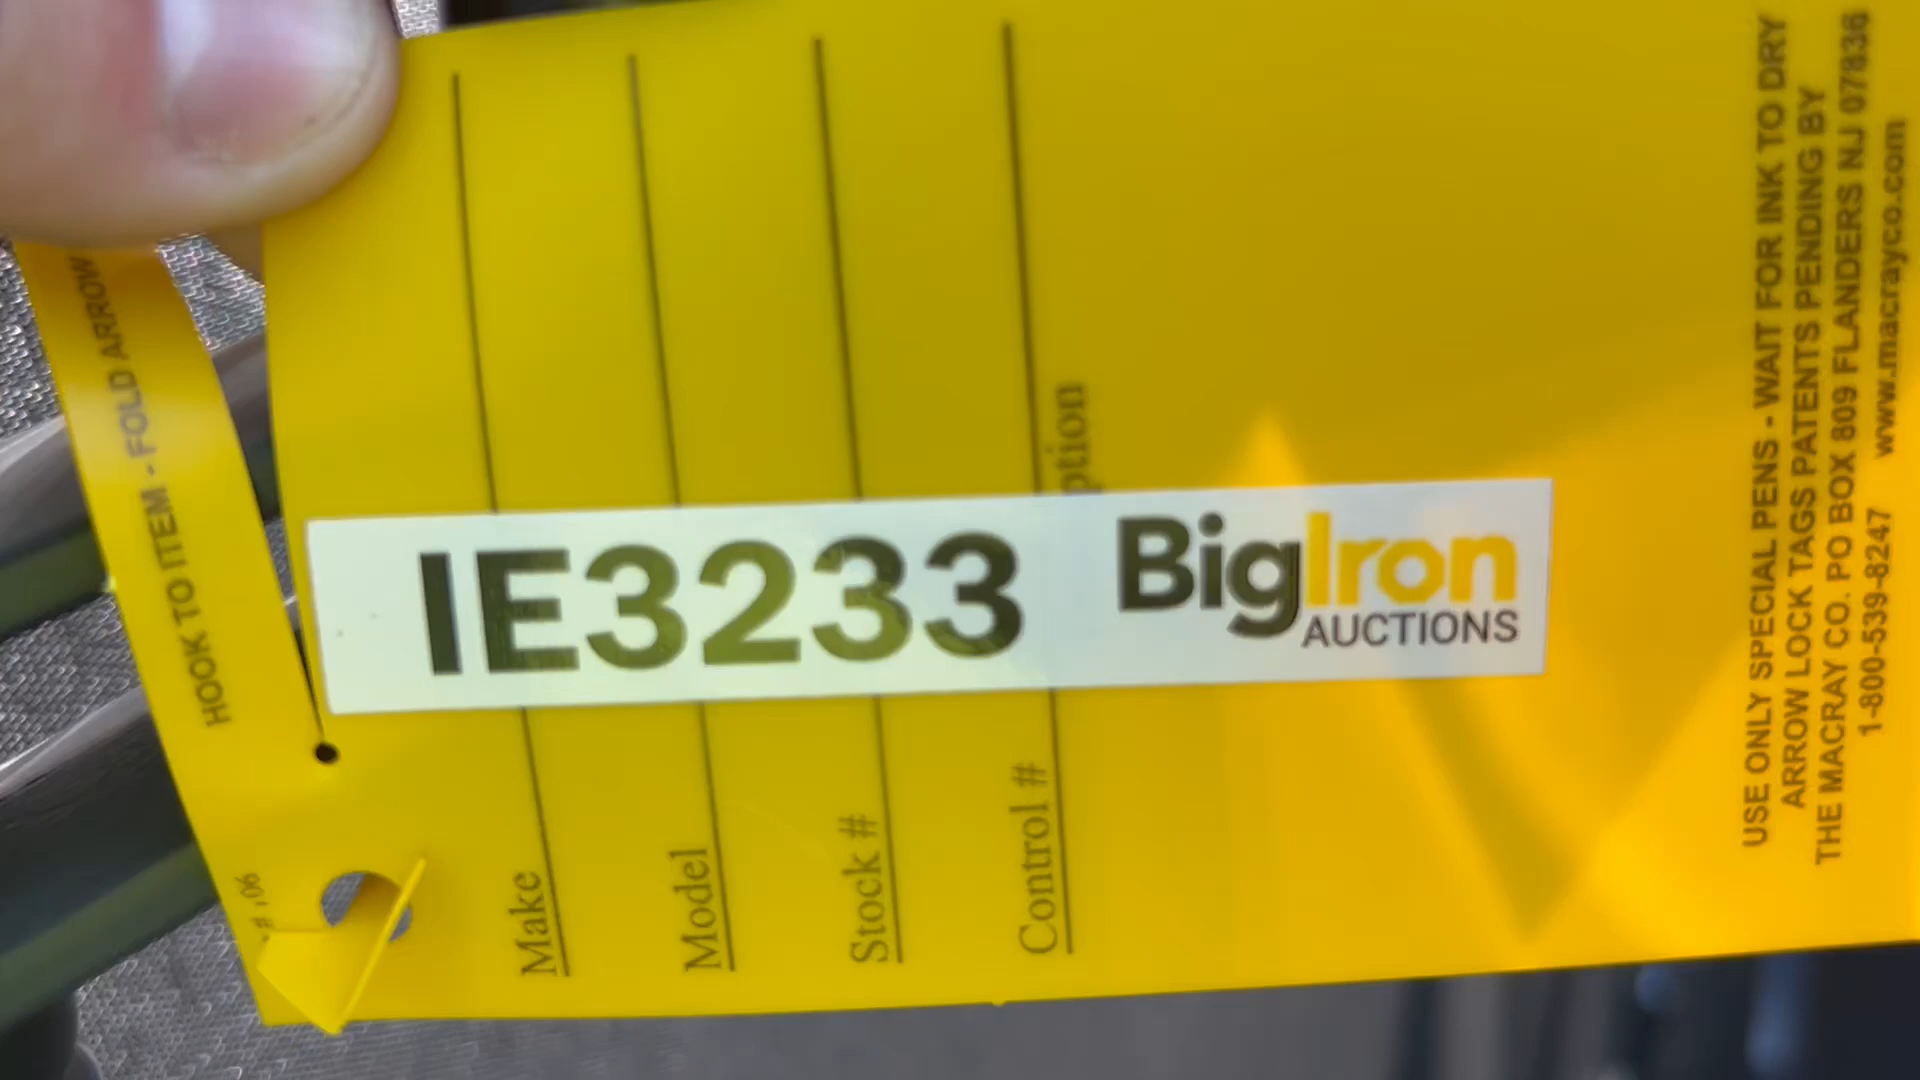 IE3233
BigIron
AUCTIONS
HOOK TO ITEM - FOLD ARROW
Make
Model
Stock #
Control #
ption
USE ONLY SPECIAL PENS - WAIT FOR INK TO DRY
ARROW LOCK TAGS PATENTS PENDING BY
THE MACRAY CO. PO BOX 809 FLANDERS NJ 07836
1-800-539-8247 www.macrayco.com